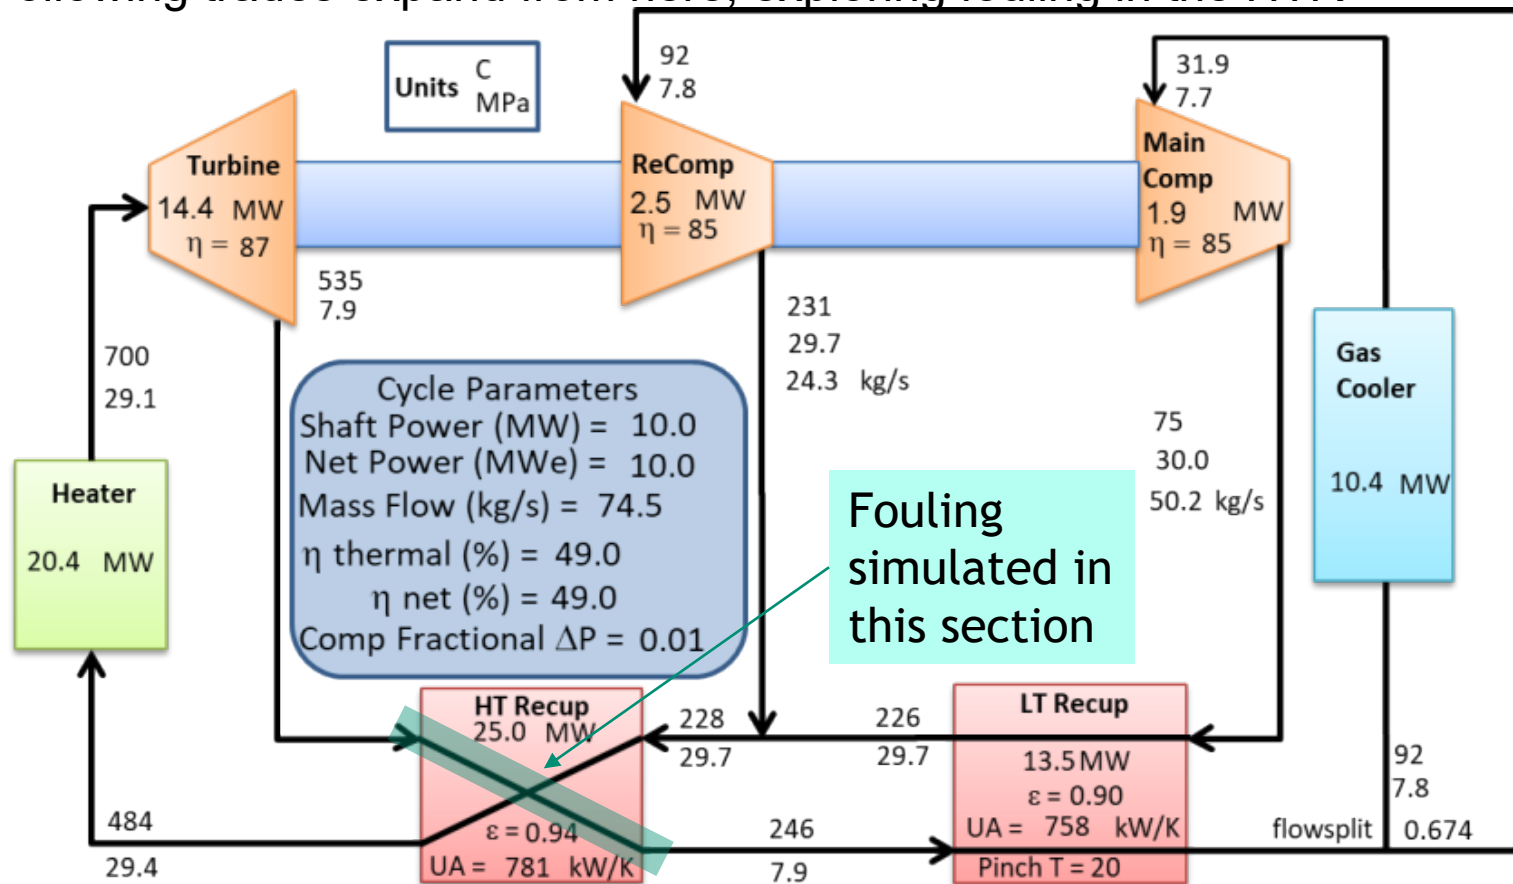 Units C
MPa
92
7.8
31.9
7.7
Turbine
14.4 MW
η = 87
ReComp
2.5 MW
η = 85
Main
Comp
1.9 MW
η = 85
535
7.9
700
29.1
231
29.7
24.3 kg/s
Gas
Cooler
10.4 MW
75
30.0
50.2 kg/s
Cycle Parameters
Shaft Power (MW) = 10.0
Net Power (MWe) = 10.0
Mass Flow (kg/s) = 74.5
η thermal (%) = 49.0
η net (%) = 49.0
Comp Fractional ΔP = 0.01
Heater
20.4 MW
Fouling
simulated in
this section
HT Recup
25.0 MW
ε = 0.94
UA = 781 kW/K
228
29.7
226
29.7
LT Recup
13.5 MW
ε = 0.90
UA = 758 kW/K
Pinch T = 20
92
7.8
flowsplit 0.674
484
29.4
246
7.9